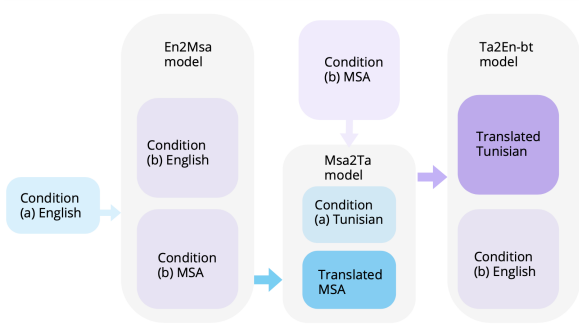 En2Msa
model
Condition
(b) English
Condition
(a) English
Condition
(b) MSA
Condition
(b) MSA
Msa2Ta
model
Condition
(a) Tunisian
Translated
MSA
Ta2En-bt
model
Translated
Tunisian
Condition
(b) English